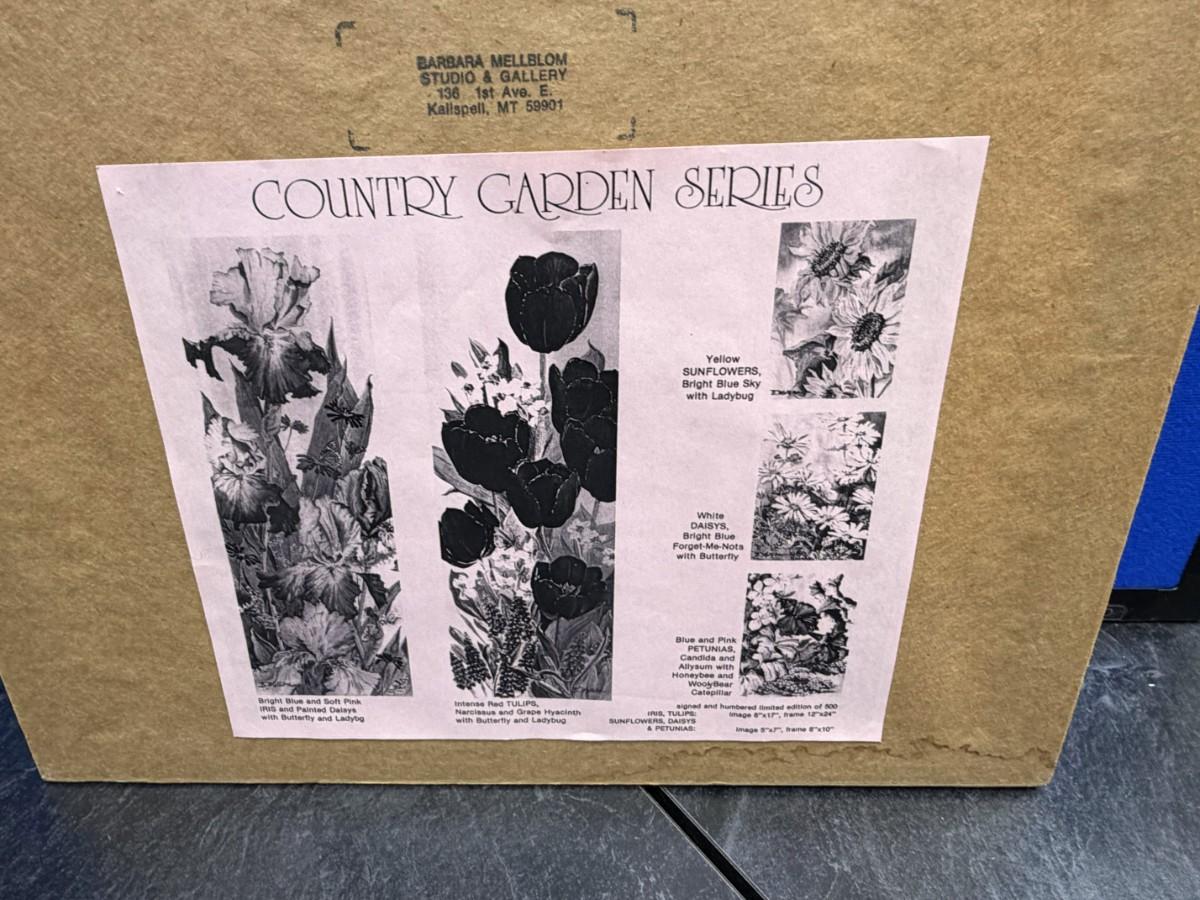 BARBARA MELLBLOM
STUDIO & GALLERY
136 1st Ave. E.
Kalispell, MT 59901
COUNTRY GARDEN SERIES
Yellow
SUNFLOWERS,
Bright Blue Sky
with Ladybug
White
DAISYS,
Bright Blue
Forget-Me-Nots
with Butterfly
Blue and Pink
PETUNIAS,
Candida and
Allysum with
Honeybee and
WoolyBear
Catepillar
Bright Blue and Soft Pink
IRIS and Painted Daisys
with Butterfly and Ladybg
Intense Red TULIPS,
Narcissus and Grape Hyacinth
with Butterfly and Ladybug
signed and humbered limited edition of 500
IRIS, TULIPS: image 6"x17", frame 12"x24"
SUNFLOWERS, DAISYS
& PETUNIAS: image 5"x7", frame 8"x10"